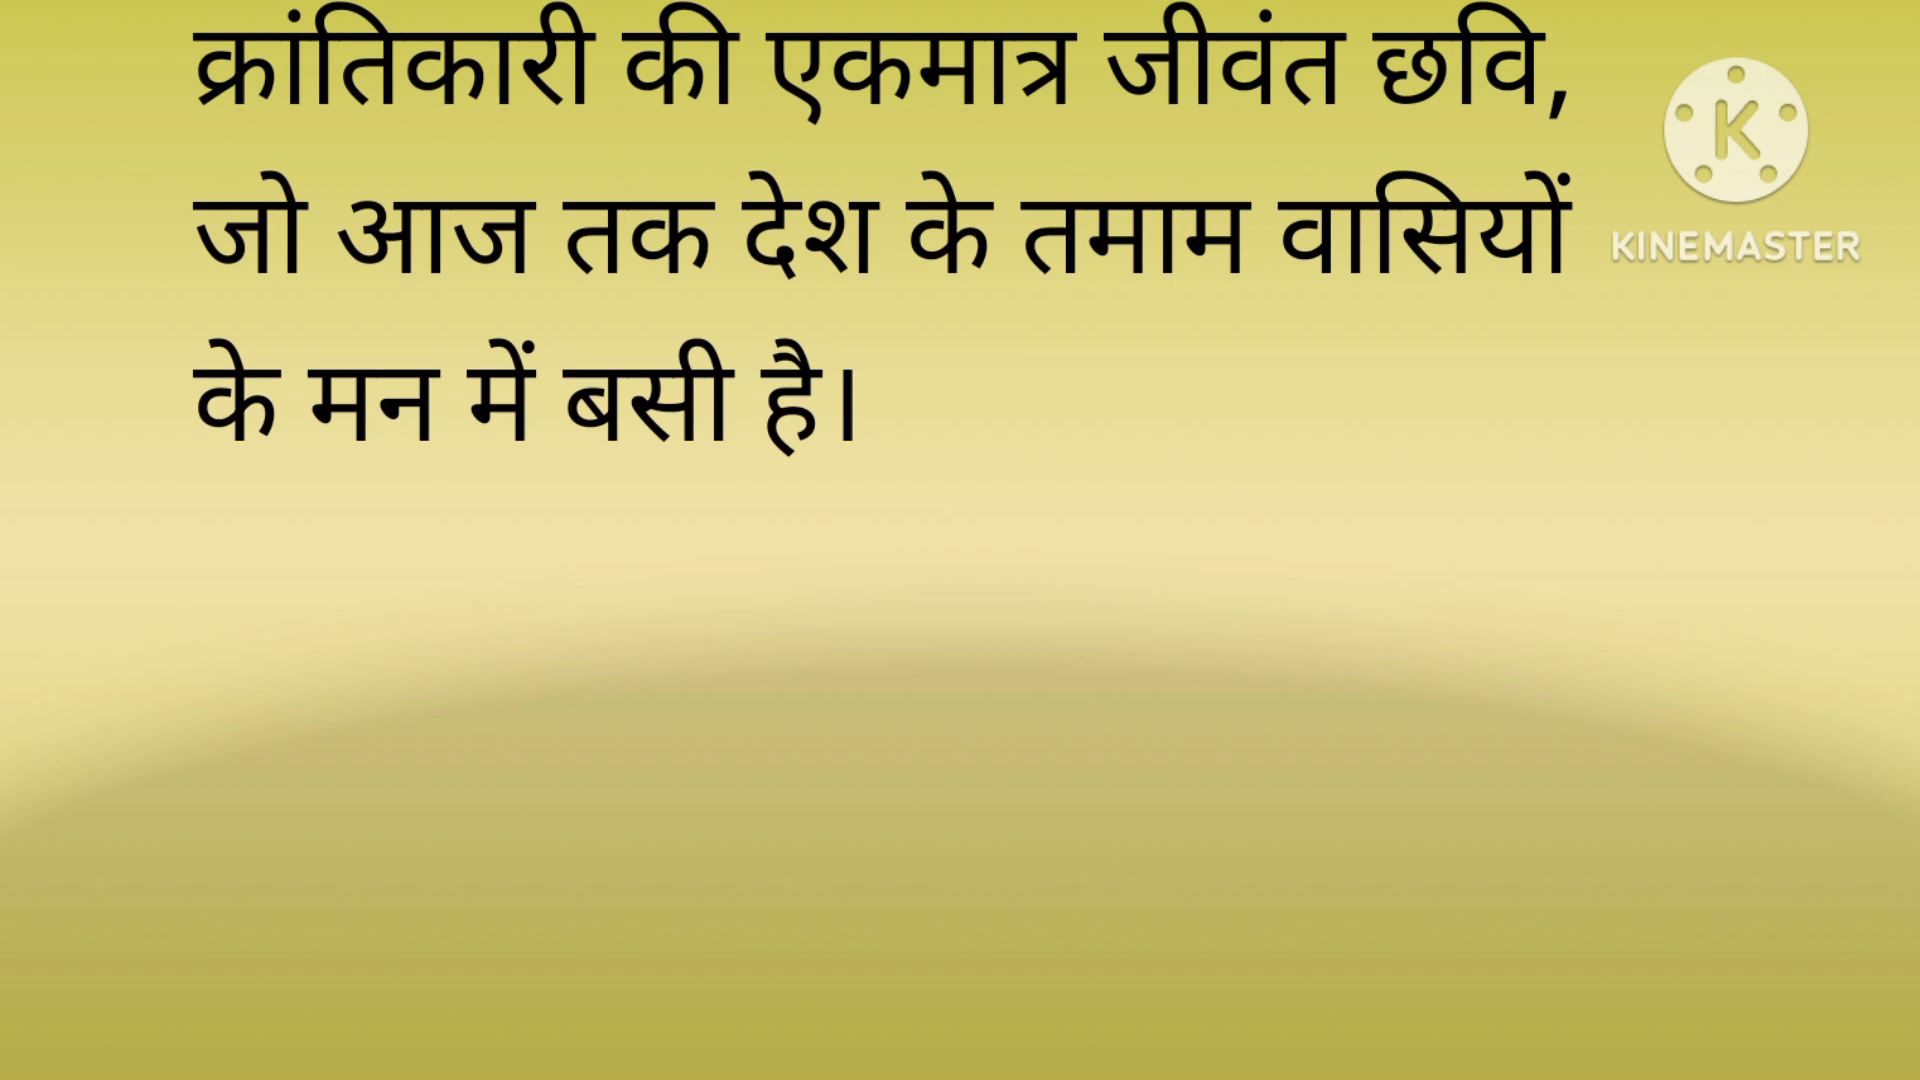 क्रांतिकारी की एकमात्र जीवंत छवि,
जो आज तक देश के तमाम वासियों
के मन में बसी है।
K
KINEMASTER